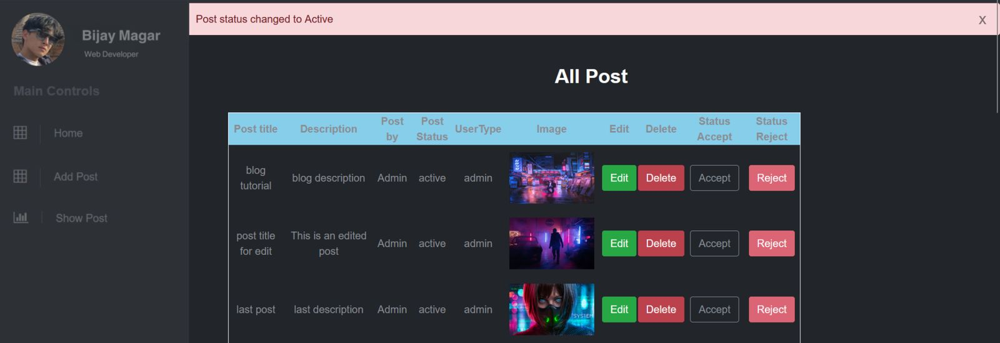 Post status changed to Active
x
Bijay Magar
Web Developer
Main Controls
Home
Add Post
Show Post
All Post
Post title Description Post by Post Status UserType Image Edit Delete Status Accept Status Reject
blog tutorial blog description Admin active admin Edit Delete Accept Reject
post title for edit This is an edited post Admin active admin Edit Delete Accept Reject
last post last description Admin active admin SYSTEM Edit Delete Accept Reject